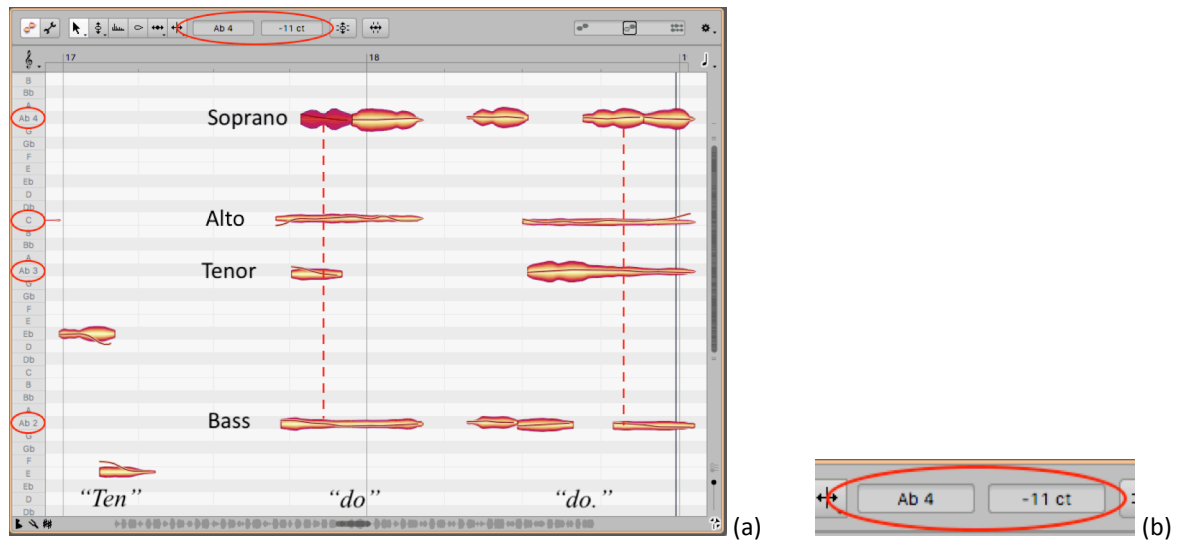 Ab 4 -11 ct
17 18 1
B
Bb
A
Ab 4 Soprano
G
Gb
F
E
Eb
D
Db
C Alto
B
Bb
A
Ab 3 Tenor
G
Gb
F
E
Eb
D
Db
C
B
Bb
A
Ab 2 Bass
G
Gb
F
E
Eb
D “Ten” “do” “do.”
Db
(a)
Ab 4 -11 ct
(b)